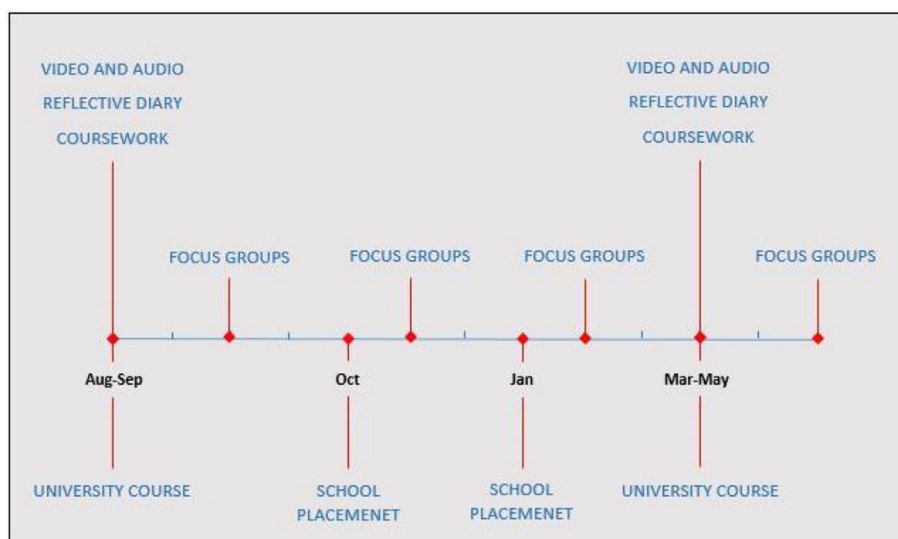 VIDEO AND AUDIO
REFLECTIVE DIARY
COURSEWORK
VIDEO AND AUDIO
REFLECTIVE DIARY
COURSEWORK
FOCUS GROUPS
FOCUS GROUPS
FOCUS GROUPS
FOCUS GROUPS
Aug-Sep
Oct
Jan
Mar-May
UNIVERSITY COURSE
SCHOOL
PLACEMENET
SCHOOL
PLACEMENET
UNIVERSITY COURSE